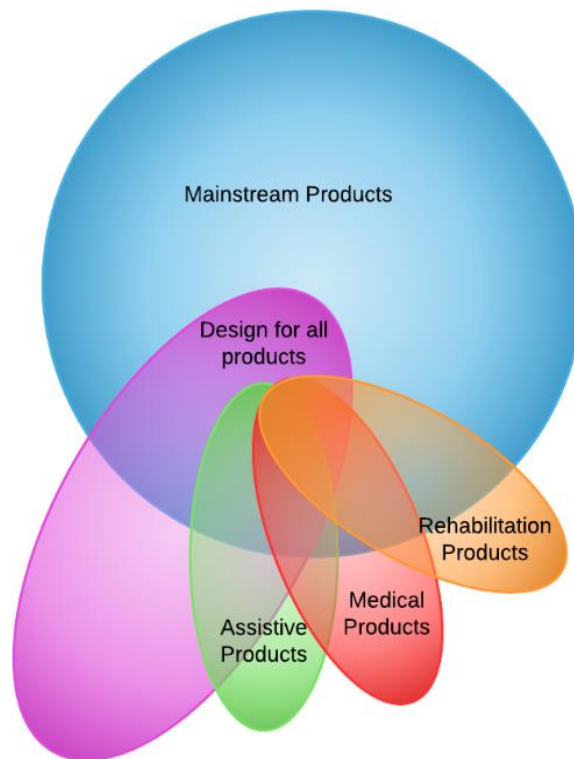 Mainstream Products
Design for all
products
Rehabilitation
Products
Medical
Products
Assistive
Products